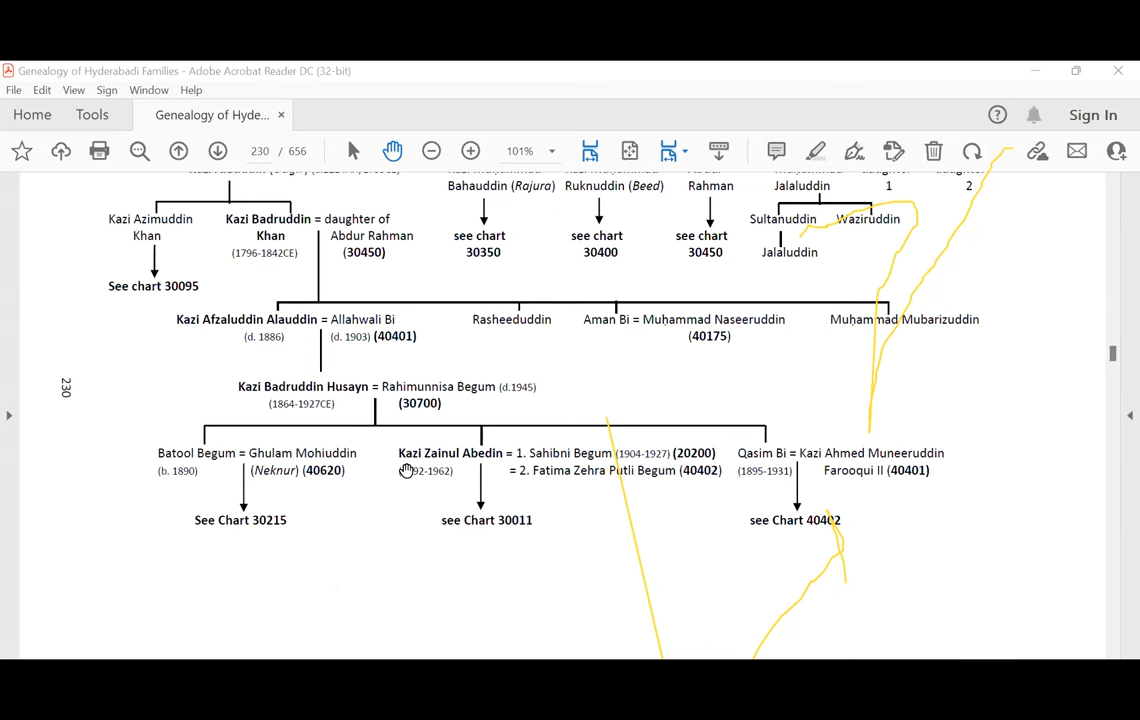 Genealogy of Hyderabadi Families - Adobe Acrobat Reader DC (32-bit)
File Edit View Sign Window Help
Home Tools Genealogy of Hyde... × Sign In
230 / 656 101%
Bahauddin (Rajura) Ruknuddin (Beed) Rahman Jalaluddin 1 2
Kazi Azimuddin Kazi Badruddin = daughter of Sultanuddin Waziruddin
Khan Khan Abdur Rahman see chart see chart see chart
(1796-1842CE) (30450) 30350 30400 30450 Jalaluddin
See chart 30095
Kazi Afzaluddin Alauddin = Allahwali Bi Rasheeduddin Aman Bi = Muḥammad Naseeruddin Muḥammad Mubarizuddin
(d. 1886) (d. 1903) (40401) (40175)
230
Kazi Badruddin Husayn = Rahimunnisa Begum (d.1945)
(1864-1927CE) (30700)
Batool Begum = Ghulam Mohiuddin Kazi Zainul Abedin = 1. Sahibni Begum (1904-1927) (20200) Qasim Bi = Kazi Ahmed Muneeruddin
(b. 1890) (Neknur) (40620) 92-1962) = 2. Fatima Zehra Putli Begum (40402) (1895-1931) Farooqui II (40401)
See Chart 30215 see Chart 30011 see Chart 40402